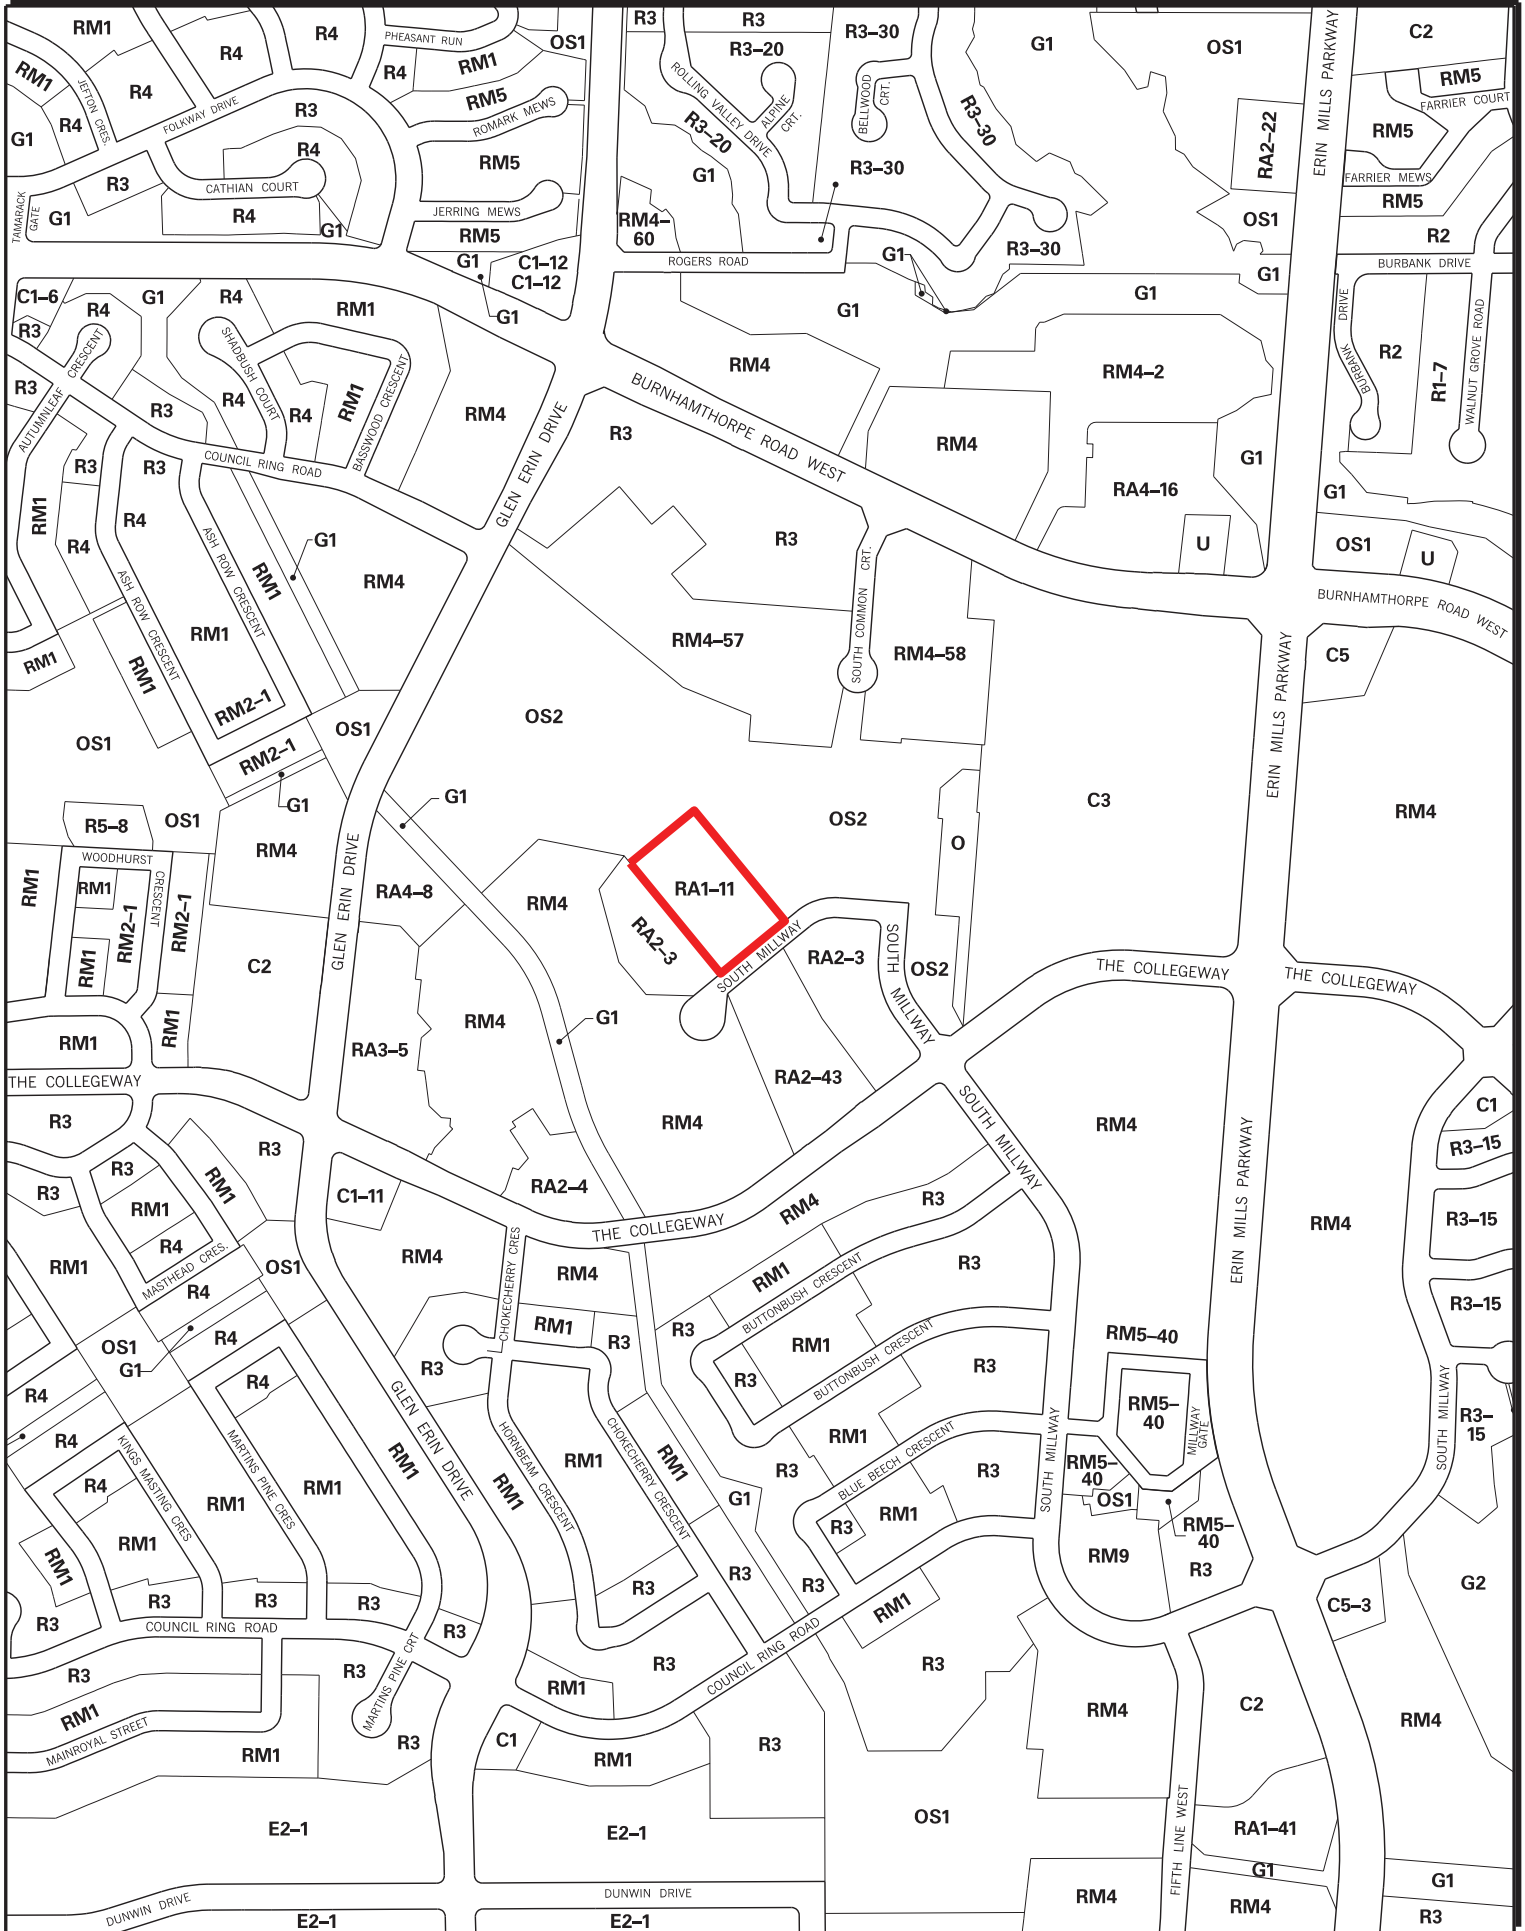 RM1
R4
R4
PHEASANT RUN
OS1
R3
R3
R3–20
R3–30
G1
OS1
ERIN MILLS PARKWAY
C2
RM1
JEFTON CRES.
R4
R4
RM1
RM5
ROMARK MEWS
ROLLING VALLEY DRIVE
ALPINE
CRT.
BELLWOOD
CRT.
R3–30
RM5
FARRIER COURT
G1
R4
FOLKWAY DRIVE
R3
R4
RM5
R3–20
G1
R3–30
RA2–22
RM5
FARRIER MEWS
RM5
R3
CATHIAN COURT
TAMARACK
GATE
G1
R4
G1
JERRING MEWS
RM5
G1
C1–12
C1–12
G1
RM4–
60
ROGERS ROAD
G1
R3–30
OS1
G1
R2
BURBANK DRIVE
C1–6
R3
R4
G1
R4
RM1
G1
G1
RM4
RM4–2
BURBANK
DRIVE
R2
R1–7
WALNUT GROVE ROAD
R3
AUTUMNLEAF CRESCENT
R3
SHADBUSH COURT
R4
R4
RM1
BASSWOOD CRESCENT
RM4
GLEN ERIN DRIVE
BURNHAMTHORPE ROAD WEST
R3
RM4
G1
RA4–16
G1
COUNCIL RING ROAD
R3
R3
RM1
R4
R4
ASH ROW CRESCENT
ASH ROW CRESCENT
RM1
G1
RM4
R3
SOUTH COMMON CRT.
U
OS1
U
BURNHAMTHORPE ROAD WEST
RM1
RM1
RM1
RM2–1
RM4–57
RM4–58
ERIN MILLS PARKWAY
C5
OS1
RM2–1
OS1
OS2
G1
R5–8
OS1
RM4
G1
OS2
O
C3
RM4
WOODHURST
CRESCENT
RM1
RM1
RM2–1
RM2–1
RM1
GLEN ERIN DRIVE
RA4–8
RM4
RA2–3
RA1–11
SOUTH MILLWAY
RA2–3
SOUTH
MILLWAY
OS2
C2
THE COLLEGEWAY
THE COLLEGEWAY
RM1
RM1
RA3–5
RM4
G1
THE COLLEGEWAY
RA2–43
RM4
SOUTH MILLWAY
RM4
ERIN MILLS PARKWAY
RM4
C1
R3–15
R3
R3
R3
R3
RM1
RM1
R4
MASTHEAD CRES.
C1–11
RA2–4
THE COLLEGEWAY
RM4
R3
R3–15
RM1
OS1
R4
RM4
CHOKECHERRY CRES
RM4
RM1
BUTTONBUSH CRESCENT
R3
R3–15
OS1
G1
R4
RM1
R3
R3
RM1
BUTTONBUSH CRESCENT
R3
R3
RM5–40
R4
R4
R4
GLEN ERIN DRIVE
R3
HORNBEAM CRESCENT
CHOKECHERRY CRESCENT
RM1
SOUTH MILLWAY
RM5–
40
MILLWAY
GATE
SOUTH MILLWAY
R3–
15
KINGS MASTING CRES
MARTINS PINE CRES
RM1
RM1
RM1
RM1
R3
BLUE BEECH CRESCENT
R3
RM5–
40
OS1
R4
RM1
RM1
G1
R3
RM1
RM5–
40
RM1
RM9
R3
G2
R3
R3
R3
R3
R3
R3
R3
R3
RM1
C5–3
COUNCIL RING ROAD
R3
R3
MARTINS PINE CRT
R3
COUNCIL RING ROAD
R3
RM1
RM1
MAINROYAL STREET
RM1
R3
C1
RM1
R3
RM4
C2
RM4
E2–1
E2–1
OS1
FIFTH LINE WEST
RA1–41
G1
G1
DUNWIN DRIVE
DUNWIN DRIVE
E2–1
E2–1
RM4
RM4
R3